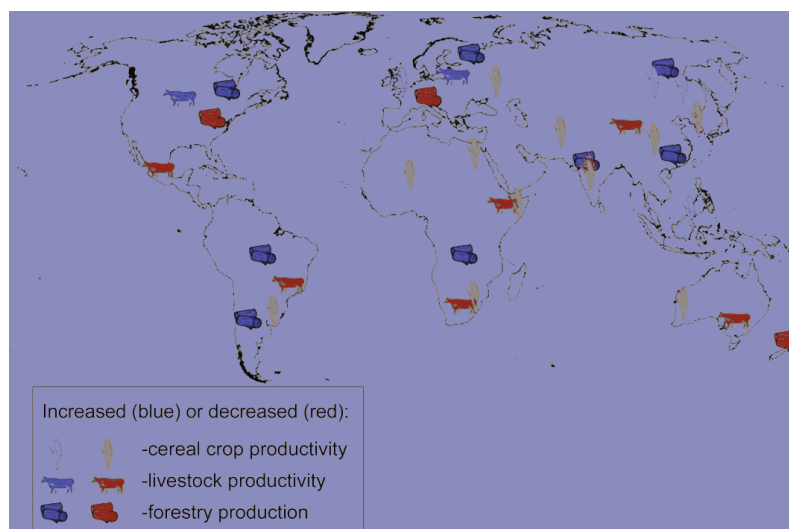 Increased (blue) or decreased (red):
-cereal crop productivity
-livestock productivity
-forestry production